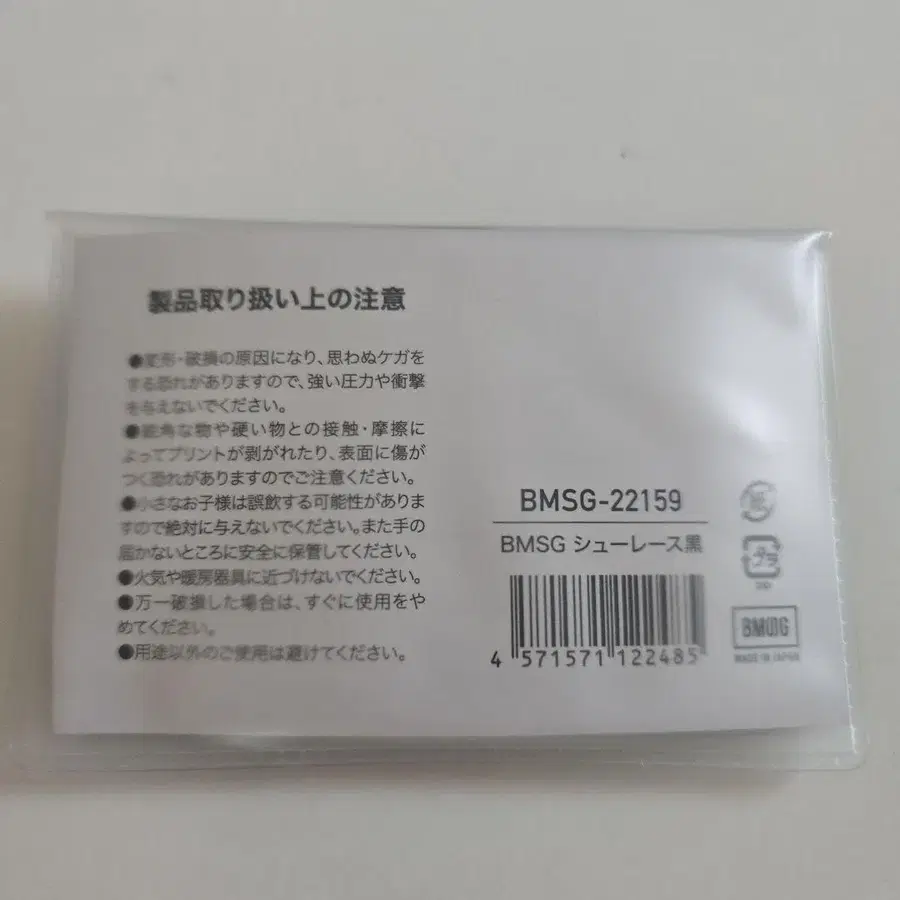 製品取り扱い上の注意
●変形・破損の原因になり、思わぬケガを
する恐れがありますので、強い圧力や衝撃
を与えないでください。
●鋭角な物や硬い物との接触・摩擦に
よってプリントが剥がれたり、表面に傷が
つく恐れがありますのでご注意ください。
●小さなお子様は誤飲する可能性がありま
すので絶対に与えないでください。また手の
届かないところに安全に保管してください。
●火気や暖房器具に近づけないでください。
●万一破損した場合は、すぐに使用をや
めてください。
●用途以外のご使用は避けてください。
BMSG-22159
BMSG シューレース黒
4 571571 122485
紙
プラ
BMSG
MADE IN JAPAN